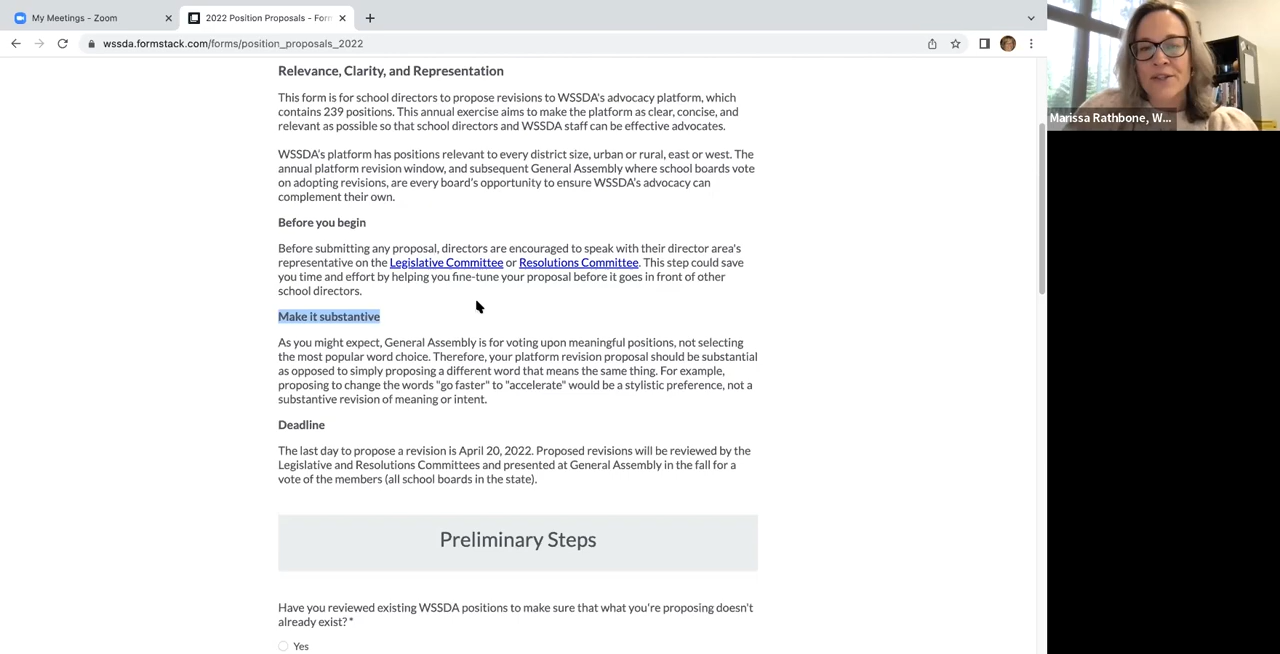 My Meetings - Zoom
2022 Position Proposals - Form
wssda.formstack.com/forms/position_proposals_2022
Marissa Rathbone, W...
Relevance, Clarity, and Representation
This form is for school directors to propose revisions to WSSDA's advocacy platform, which
contains 239 positions. This annual exercise aims to make the platform as clear, concise, and
relevant as possible so that school directors and WSSDA staff can be effective advocates.
WSSDA's platform has positions relevant to every district size, urban or rural, east or west. The
annual platform revision window, and subsequent General Assembly where school boards vote
on adopting revisions, are every board's opportunity to ensure WSSDA's advocacy can
complement their own.
Before you begin
Before submitting any proposal, directors are encouraged to speak with their director area's
representative on the Legislative Committee or Resolutions Committee. This step could save
you time and effort by helping you fine-tune your proposal before it goes in front of other
school directors.
Make it substantive
As you might expect, General Assembly is for voting upon meaningful positions, not selecting
the most popular word choice. Therefore, your platform revision proposal should be substantial
as opposed to simply proposing a different word that means the same thing. For example,
proposing to change the words "go faster" to "accelerate" would be a stylistic preference, not a
substantive revision of meaning or intent.
Deadline
The last day to propose a revision is April 20, 2022. Proposed revisions will be reviewed by the
Legislative and Resolutions Committees and presented at General Assembly in the fall for a
vote of the members (all school boards in the state).
Preliminary Steps
Have you reviewed existing WSSDA positions to make sure that what you're proposing doesn't
already exist? *
Yes